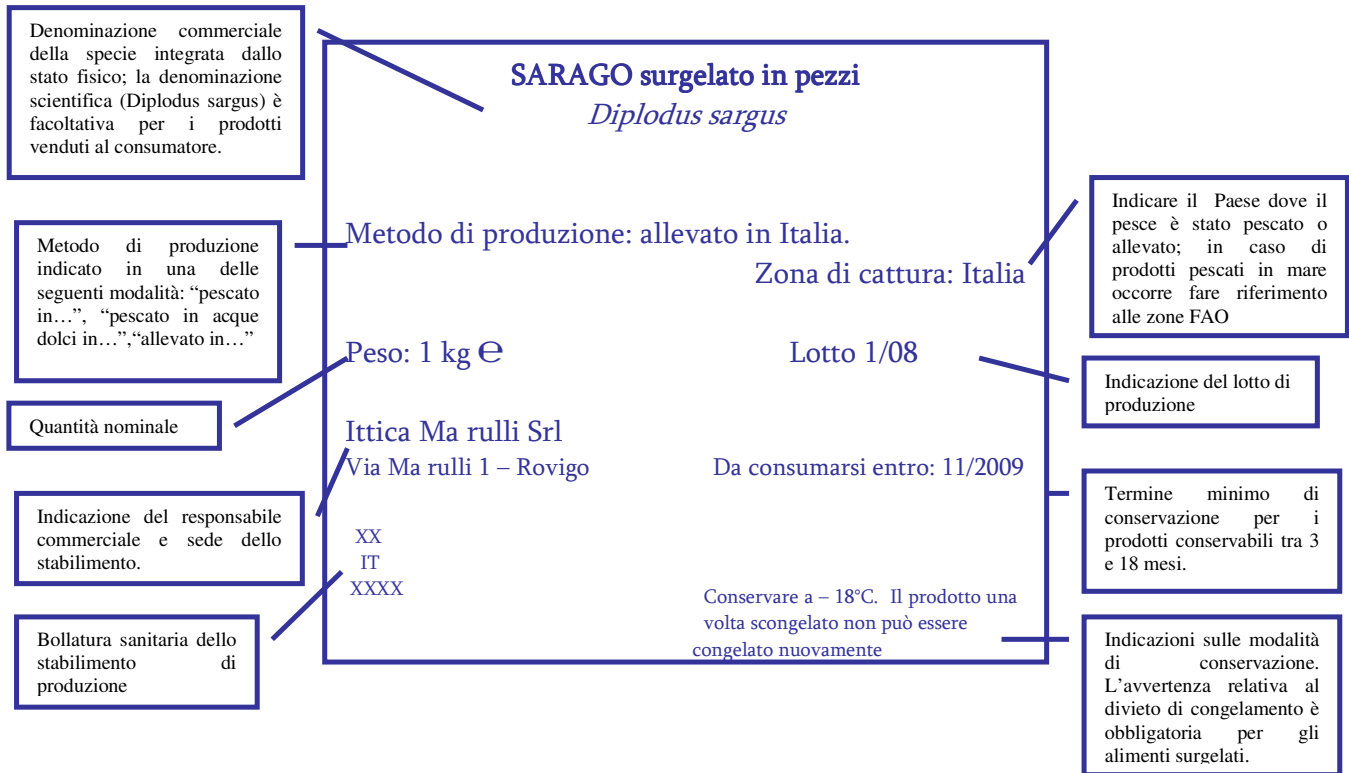 Denominazione commerciale
della specie integrata dallo
stato fisico; la denominazione
scientifica (Diplodus sargus) è
facoltativa per i prodotti
venduti al consumatore.
SARAGO surgelato in pezzi
Diplodus sargus
Metodo di produzione
indicato in una delle
seguenti modalità: “pescato
in…”, “pescato in acque
dolci in…”,“allevato in…”
Metodo di produzione: allevato in Italia.
Zona di cattura: Italia
Indicare il Paese dove il
pesce è stato pescato o
allevato; in caso di
prodotti pescati in mare
occorre fare riferimento
alle zone FAO
Quantità nominale
Peso: 1 kg ℮
Lotto 1/08
Indicazione del lotto di
produzione
Indicazione del responsabile
commerciale e sede dello
stabilimento.
Ittica Ma rulli Srl
Via Ma rulli 1 – Rovigo
Da consumarsi entro: 11/2009
Termine minimo di
conservazione per i
prodotti conservabili tra 3
e 18 mesi.
Bollatura sanitaria dello
stabilimento di
produzione
XX
IT
XXXX
Conservare a – 18°C. Il prodotto una
volta scongelato non può essere
congelato nuovamente
Indicazioni sulle modalità
di conservazione.
L’avvertenza relativa al
divieto di congelamento è
obbligatoria per gli
alimenti surgelati.